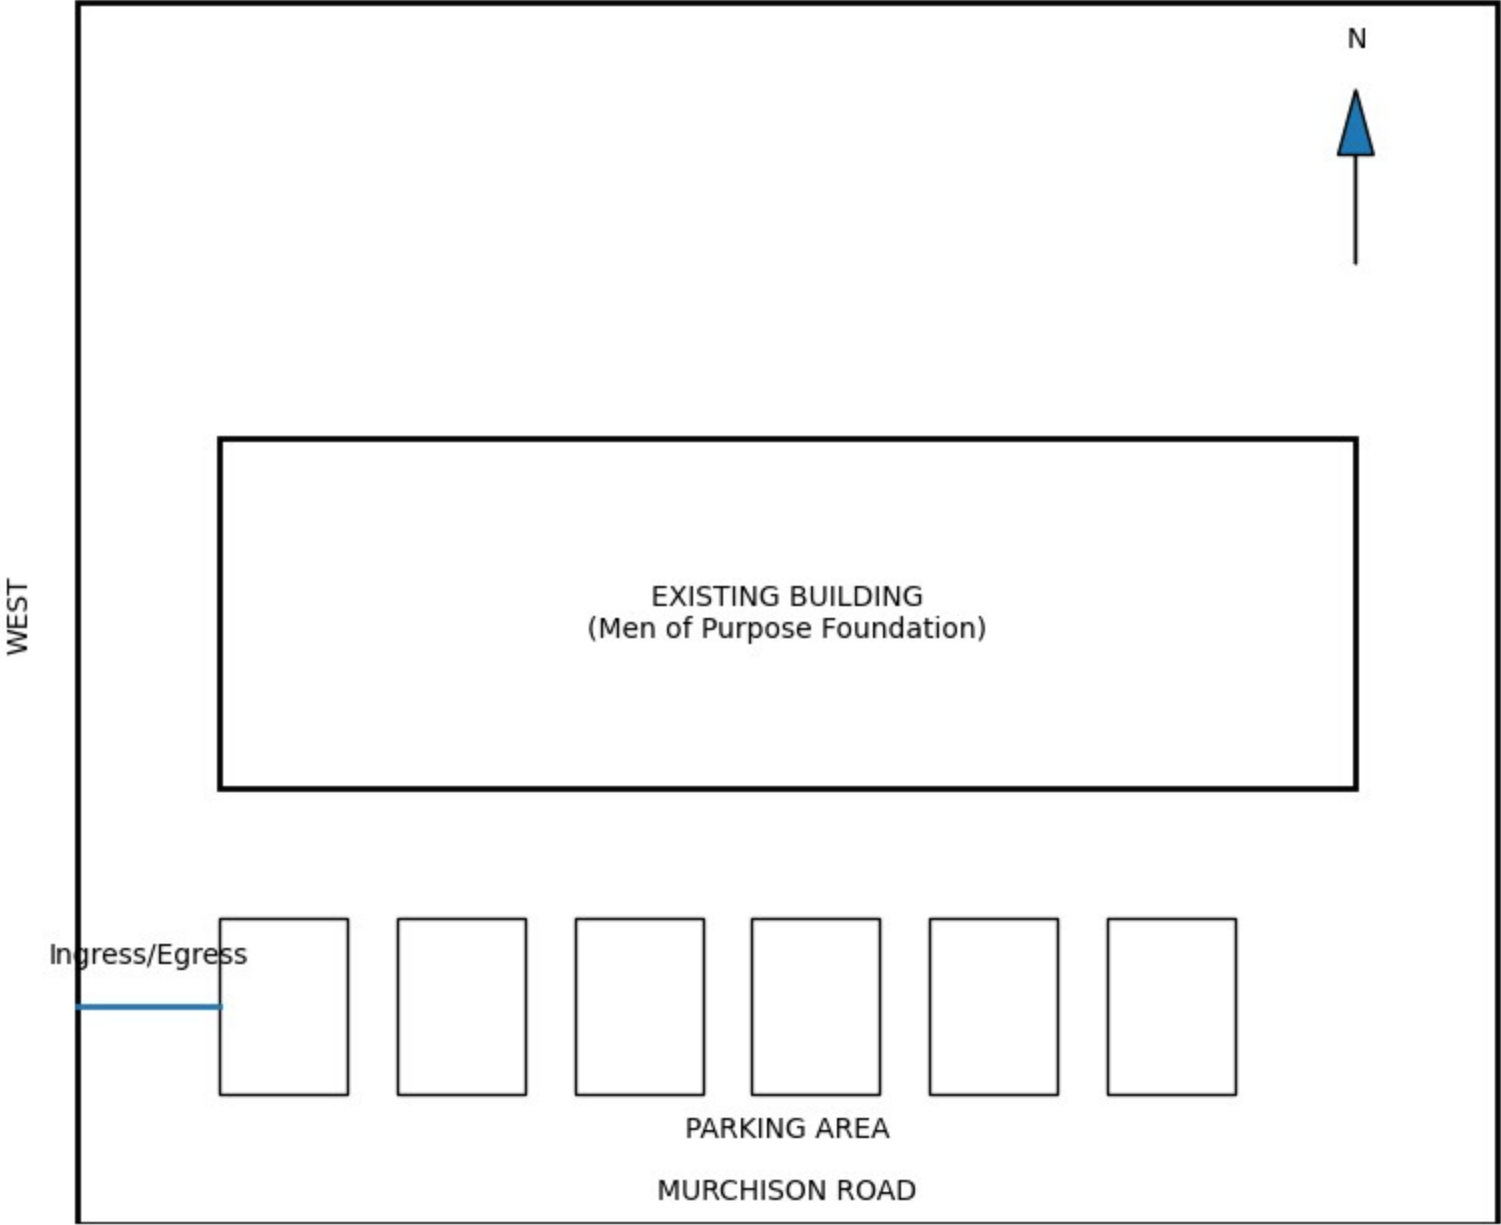 N
WEST
EXISTING BUILDING
(Men of Purpose Foundation)
Ingress/Egress
PARKING AREA
MURCHISON ROAD